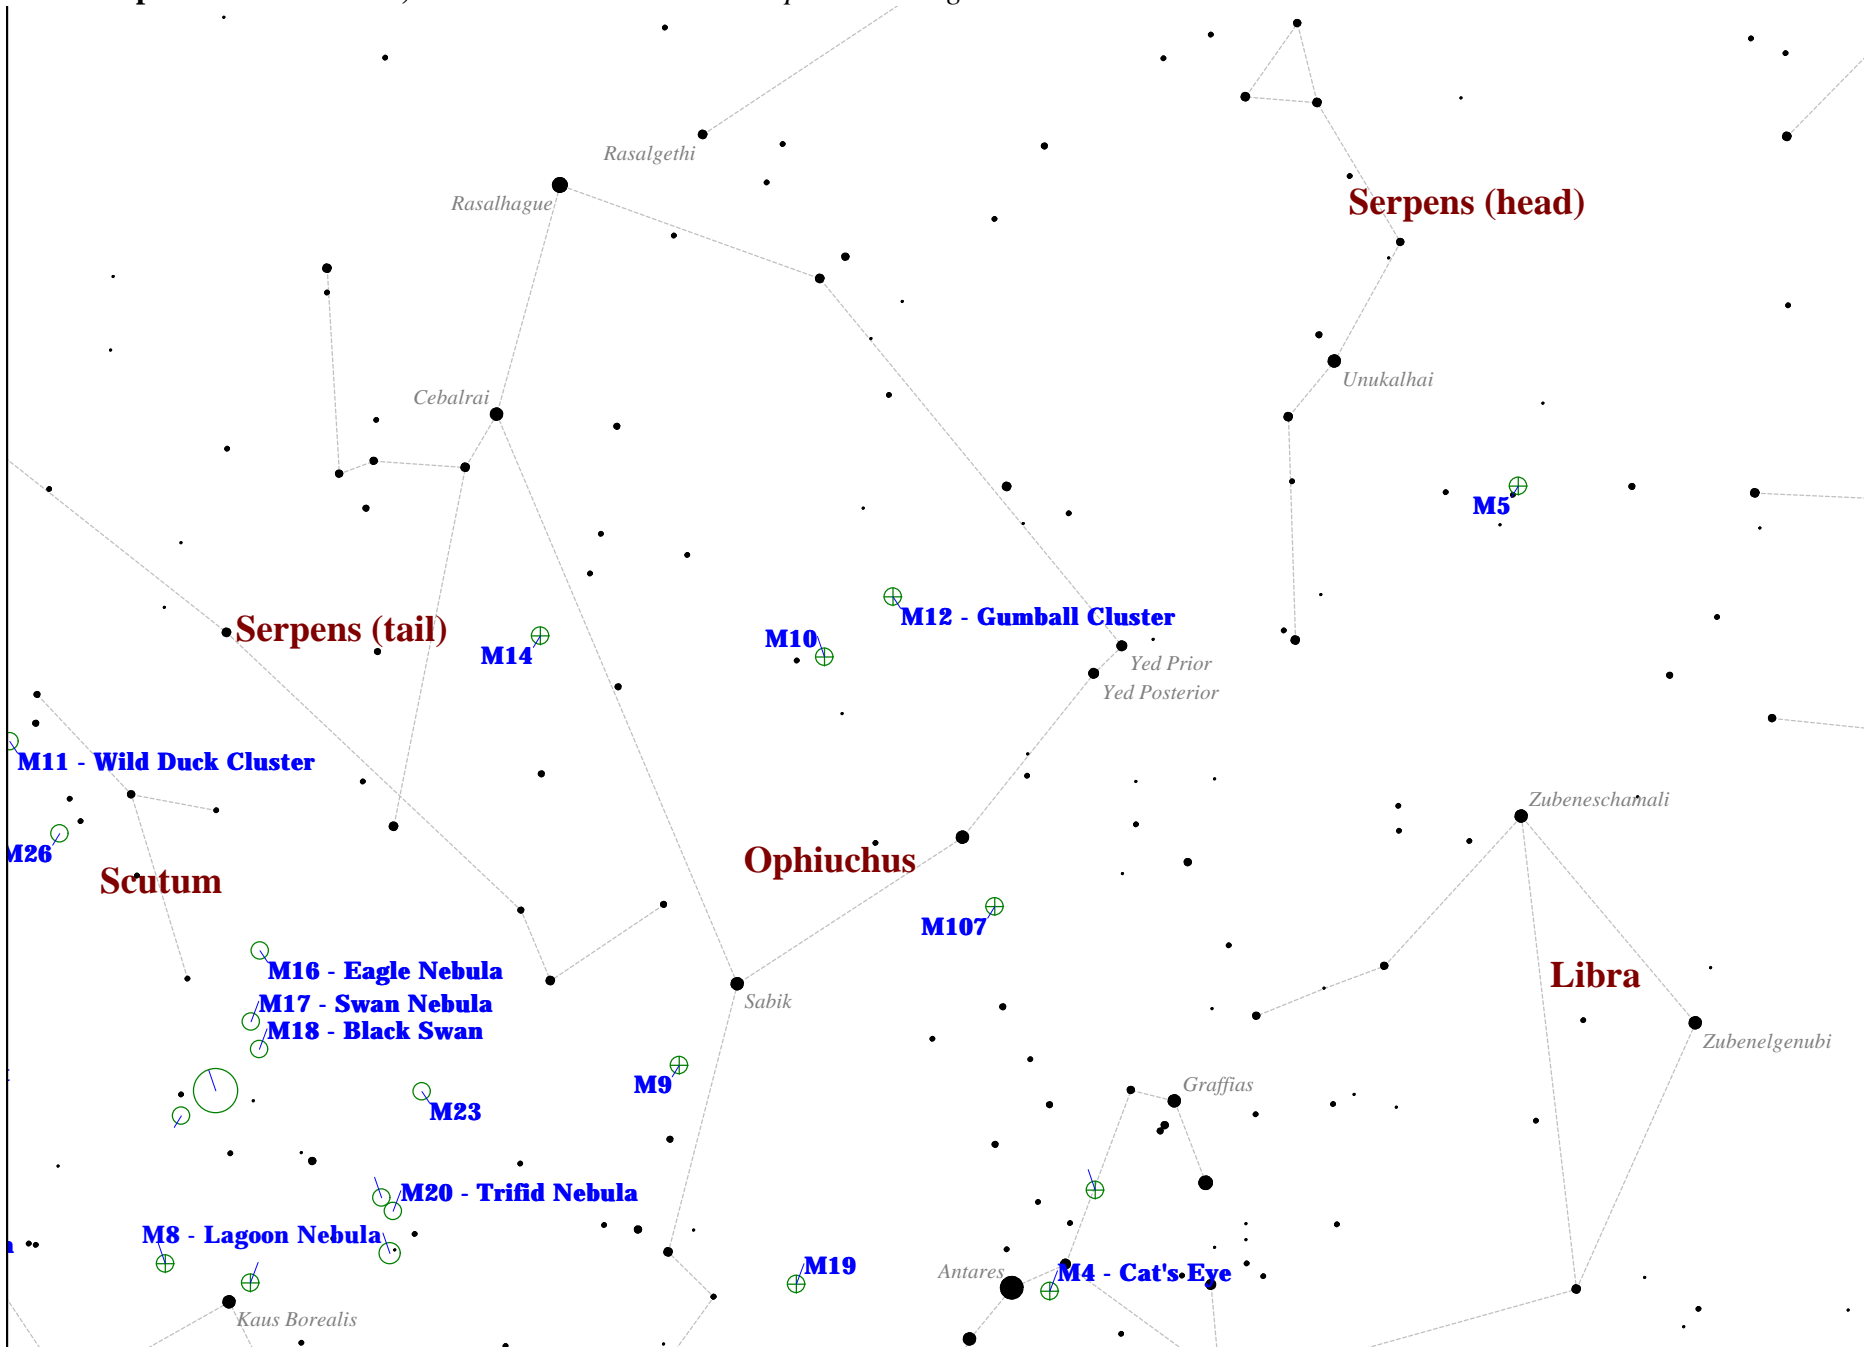 Rasalgethi
Rasalhague
Serpens (head)
Unukalhai
Cebalrai
M5
M12 - Gumball Cluster
Serpens (tail)
M10
M14
Yed Prior
Yed Posterior
M11 - Wild Duck Cluster
Zubeneschamali
M26
Ophiuchus
Scutum
M107
M16 - Eagle Nebula
Libra
M17 - Swan Nebula
Sabik
M18 - Black Swan
Zubenelgenubi
M9
Graffias
M23
M20 - Trifid Nebula
M8 - Lagoon Nebula
M19
Antares
M4 - Cat's Eye
Kaus Borealis